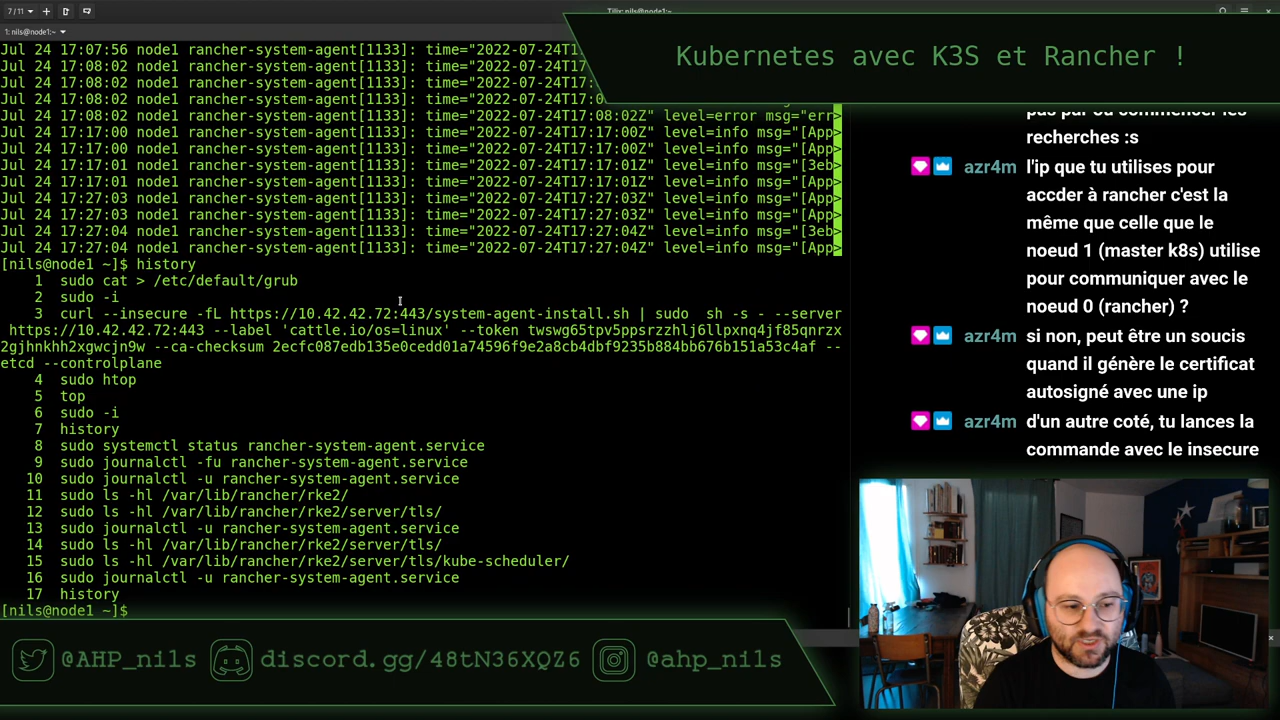 7 / 11
Tilix: nils@node1:~
1: nils@node1:~
Kubernetes avec K3S et Rancher !
Jul 24 17:07:56 node1 rancher-system-agent[1133]: time="2022-07-24T1
Jul 24 17:08:02 node1 rancher-system-agent[1133]: time="2022-07-24T17
Jul 24 17:08:02 node1 rancher-system-agent[1133]: time="2022-07-24T17:
Jul 24 17:08:02 node1 rancher-system-agent[1133]: time="2022-07-24T17:0
Jul 24 17:08:02 node1 rancher-system-agent[1133]: time="2022-07-24T17:08:02Z" level=error msg="err>
Jul 24 17:17:00 node1 rancher-system-agent[1133]: time="2022-07-24T17:17:00Z" level=info msg="[App>
Jul 24 17:17:00 node1 rancher-system-agent[1133]: time="2022-07-24T17:17:00Z" level=info msg="[App>
Jul 24 17:17:01 node1 rancher-system-agent[1133]: time="2022-07-24T17:17:01Z" level=info msg="[3eb>
Jul 24 17:17:01 node1 rancher-system-agent[1133]: time="2022-07-24T17:17:01Z" level=info msg="[App>
Jul 24 17:27:03 node1 rancher-system-agent[1133]: time="2022-07-24T17:27:03Z" level=info msg="[App>
Jul 24 17:27:03 node1 rancher-system-agent[1133]: time="2022-07-24T17:27:03Z" level=info msg="[App>
Jul 24 17:27:04 node1 rancher-system-agent[1133]: time="2022-07-24T17:27:04Z" level=info msg="[3eb>
Jul 24 17:27:04 node1 rancher-system-agent[1133]: time="2022-07-24T17:27:04Z" level=info msg="[App>
[nils@node1 ~]$ history
1 sudo cat > /etc/default/grub
2 sudo -i
3 curl --insecure -fL https://10.42.42.72:443/system-agent-install.sh | sudo  sh -s - --server
https://10.42.42.72:443 --label 'cattle.io/os=linux' --token twswg65tpv5ppsrzzhlj6llpxnq4jf85qnrzx
2gjhnkhh2xgwcjn9w --ca-checksum 2ecfc087edb135e0cedd01a74596f9e2a8cb4dbf9235b884bb676b151a53c4af --
etcd --controlplane
4 sudo htop
5 top
6 sudo -i
7 history
8 sudo systemctl status rancher-system-agent.service
9 sudo journalctl -fu rancher-system-agent.service
10 sudo journalctl -u rancher-system-agent.service
11 sudo ls -hl /var/lib/rancher/rke2/
12 sudo ls -hl /var/lib/rancher/rke2/server/tls/
13 sudo journalctl -u rancher-system-agent.service
14 sudo ls -hl /var/lib/rancher/rke2/server/tls/
15 sudo ls -hl /var/lib/rancher/rke2/server/tls/kube-scheduler/
16 sudo journalctl -u rancher-system-agent.service
17 history
[nils@node1 ~]$
pas par ou commencer les
recherches :s
azr4m l'ip que tu utilises pour
accder à rancher c'est la
même que celle que le
noeud 1 (master k8s) utilise
pour communiquer avec le
noeud 0 (rancher) ?
azr4m si non, peut être un soucis
quand il génère le certificat
autosigné avec une ip
azr4m d'un autre coté, tu lances la
commande avec le insecure
@AHP_nils discord.gg/48tN36XQZ6 @ahp_nils